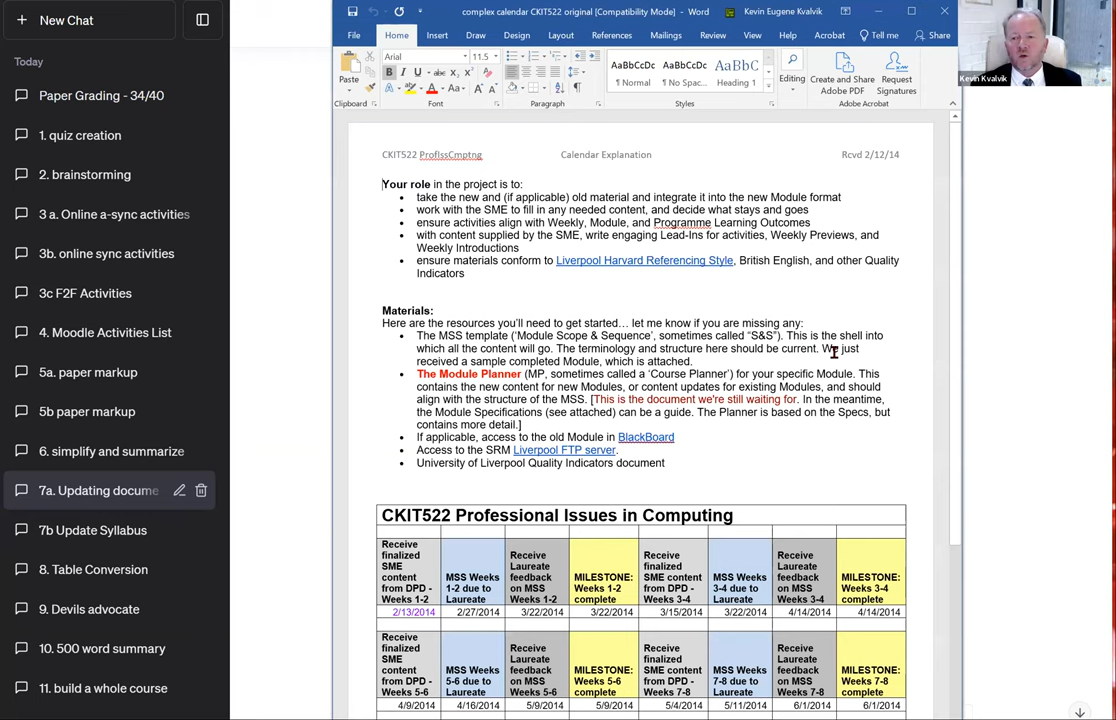 New Chat
Today
Paper Grading - 34/40
1. quiz creation
2. brainstorming
3 a. Online a-sync activities
3b. online sync activities
3c F2F Activities
4. Moodle Activities List
5a. paper markup
5b paper markup
6. simplify and summarize
7a. Updating docume
7b Update Syllabus
8. Table Conversion
9. Devils advocate
10. 500 word summary
11. build a whole course
complex calendar CKIT522 original [Compatibility Mode] - Word
Kevin Eugene Kvalvik
File Home Insert Draw Design Layout References Mailings Review View Help Acrobat Tell me Share
Arial 11.5
Paste
B I U abc X₂ X²
AaBbCcDc AaBbCcDc AaBbC
¶ Normal ¶ No Spac... Heading 1
Editing
Create and Share Adobe PDF
Request Signatures
Clipboard Font Paragraph Styles Adobe Acrobat
Kevin Kvalvik
CKIT522 ProfIssCmptng Calendar Explanation Rcvd 2/12/14
Your role in the project is to:
• take the new and (if applicable) old material and integrate it into the new Module format
• work with the SME to fill in any needed content, and decide what stays and goes
• ensure activities align with Weekly, Module, and Programme Learning Outcomes
• with content supplied by the SME, write engaging Lead-Ins for activities, Weekly Previews, and
Weekly Introductions
• ensure materials conform to Liverpool Harvard Referencing Style, British English, and other Quality
Indicators
Materials:
Here are the resources you'll need to get started… let me know if you are missing any:
• The MSS template ('Module Scope & Sequence', sometimes called "S&S"). This is the shell into
which all the content will go. The terminology and structure here should be current. We just
received a sample completed Module, which is attached.
• The Module Planner (MP, sometimes called a 'Course Planner') for your specific Module. This
contains the new content for new Modules, or content updates for existing Modules, and should
align with the structure of the MSS. [This is the document we're still waiting for. In the meantime,
the Module Specifications (see attached) can be a guide. The Planner is based on the Specs, but
contains more detail.]
• If applicable, access to the old Module in BlackBoard
• Access to the SRM Liverpool FTP server.
• University of Liverpool Quality Indicators document
CKIT522 Professional Issues in Computing
Receive finalized SME content from DPD - Weeks 1-2
MSS Weeks 1-2 due to Laureate
Receive Laureate feedback on MSS Weeks 1-2
MILESTONE: Weeks 1-2 complete
Receive finalized SME content from DPD - Weeks 3-4
MSS Weeks 3-4 due to Laureate
Receive Laureate feedback on MSS Weeks 3-4
MILESTONE: Weeks 3-4 complete
2/13/2014 2/27/2014 3/22/2014 3/22/2014 3/15/2014 3/22/2014 4/14/2014 4/14/2014
Receive finalized SME content from DPD - Weeks 5-6
MSS Weeks 5-6 due to Laureate
Receive Laureate feedback on MSS Weeks 5-6
MILESTONE: Weeks 5-6 complete
Receive finalized SME content from DPD - Weeks 7-8
MSS Weeks 7-8 due to Laureate
Receive Laureate feedback on MSS Weeks 7-8
MILESTONE: Weeks 7-8 complete
4/9/2014 4/16/2014 5/9/2014 5/9/2014 5/4/2014 5/11/2014 6/1/2014 6/1/2014